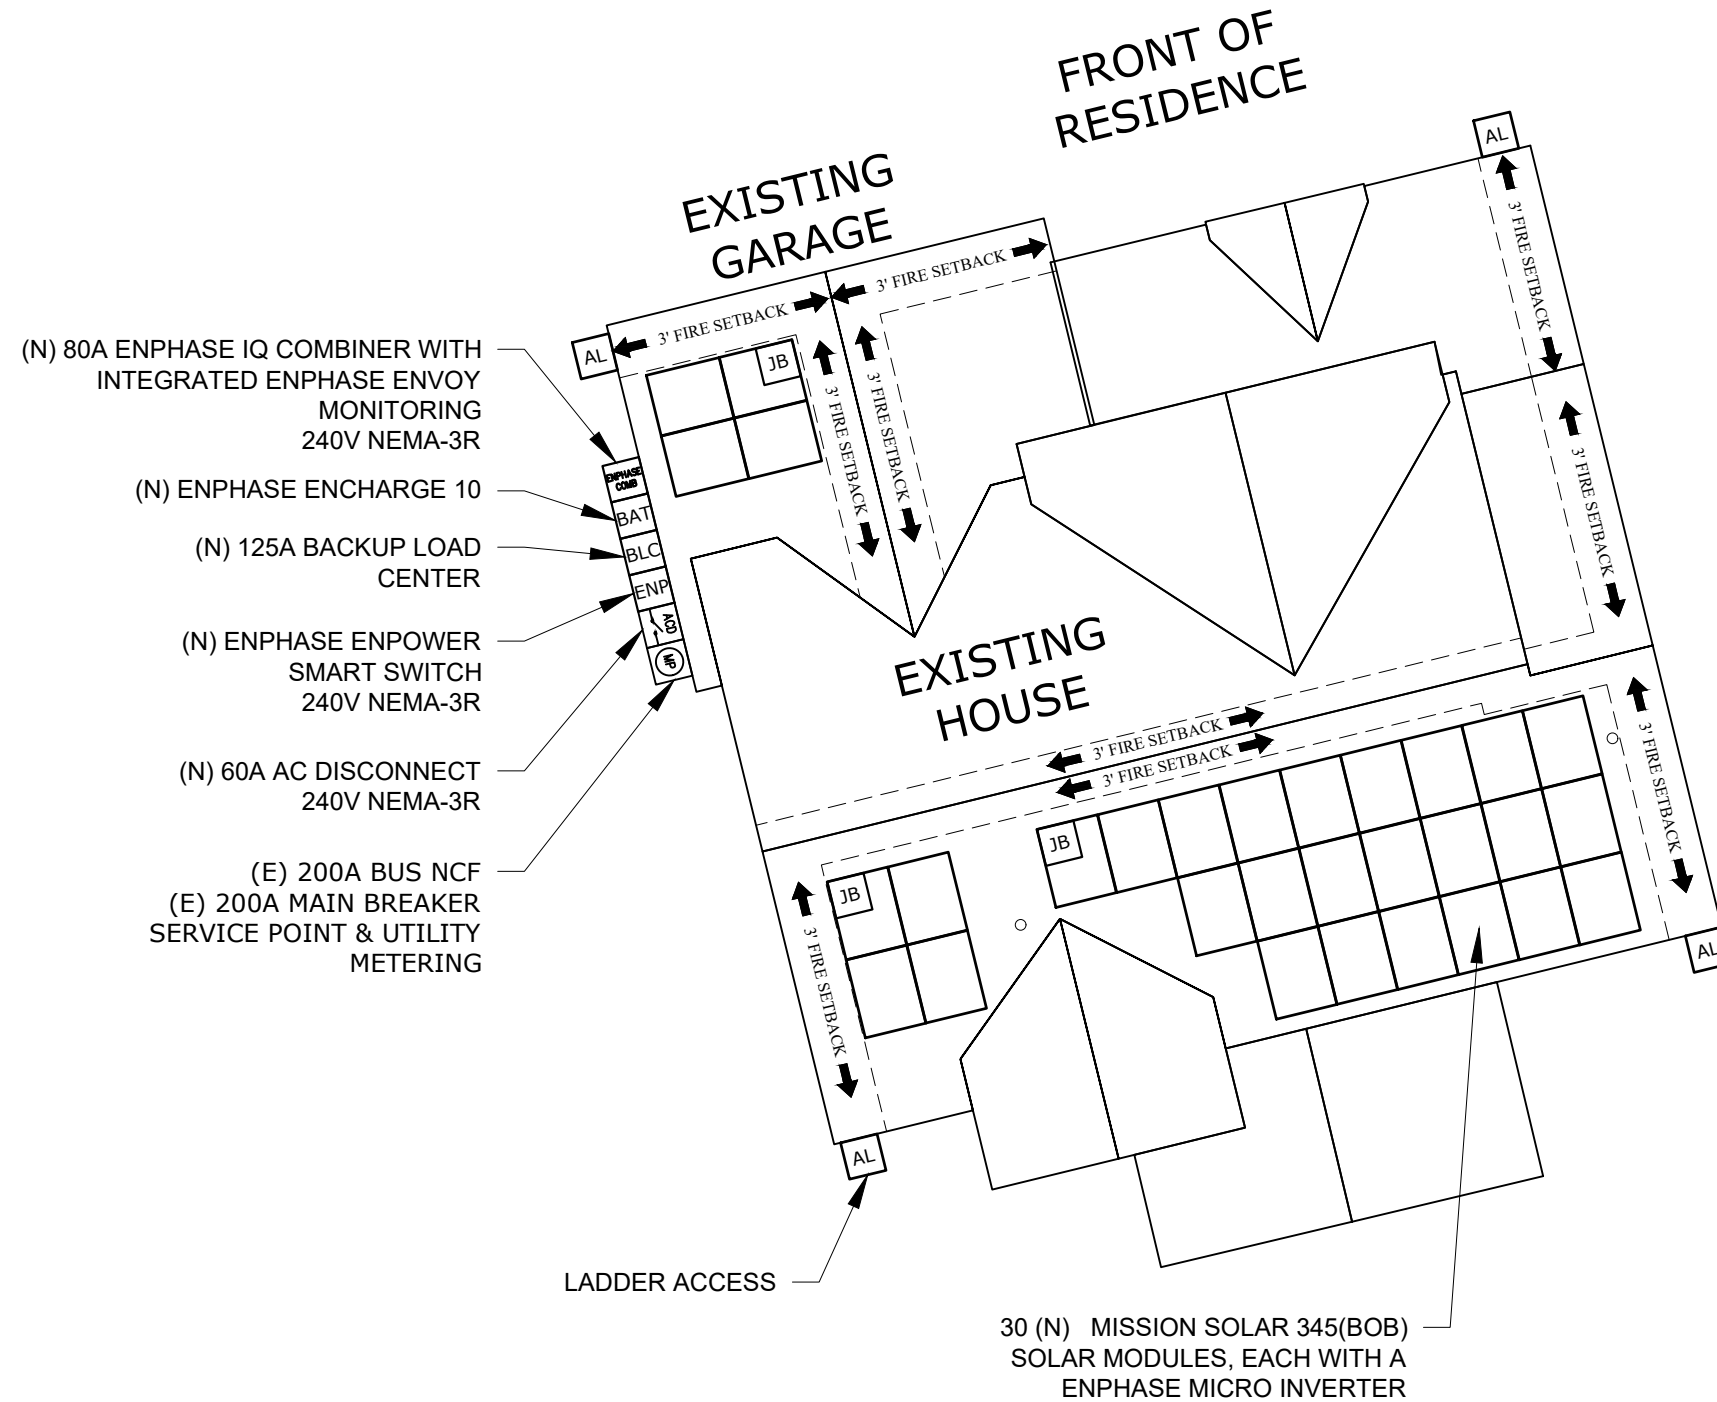 FRONT OF
RESIDENCE
AL
EXISTING
GARAGE
3' FIRE SETBACK
3' FIRE SETBACK
3' FIRE SETBACK
AL
JB
3' FIRE SETBACK
3' FIRE SETBACK
3' FIRE SETBACK
(N) 80A ENPHASE IQ COMBINER WITH
INTEGRATED ENPHASE ENVOY
MONITORING
240V NEMA-3R
ENPHASE
COMB
(N) ENPHASE ENCHARGE 10
BAT
(N) 125A BACKUP LOAD
CENTER
BLC
(N) ENPHASE ENPOWER
SMART SWITCH
240V NEMA-3R
ENP
ACD
MP
(N) 60A AC DISCONNECT
240V NEMA-3R
(E) 200A BUS NCF
(E) 200A MAIN BREAKER
SERVICE POINT & UTILITY
METERING
EXISTING
HOUSE
3' FIRE SETBACK
3' FIRE SETBACK
3' FIRE SETBACK
JB
JB
3' FIRE SETBACK
AL
AL
LADDER ACCESS
30 (N) MISSION SOLAR 345(BOB)
SOLAR MODULES, EACH WITH A
ENPHASE MICRO INVERTER